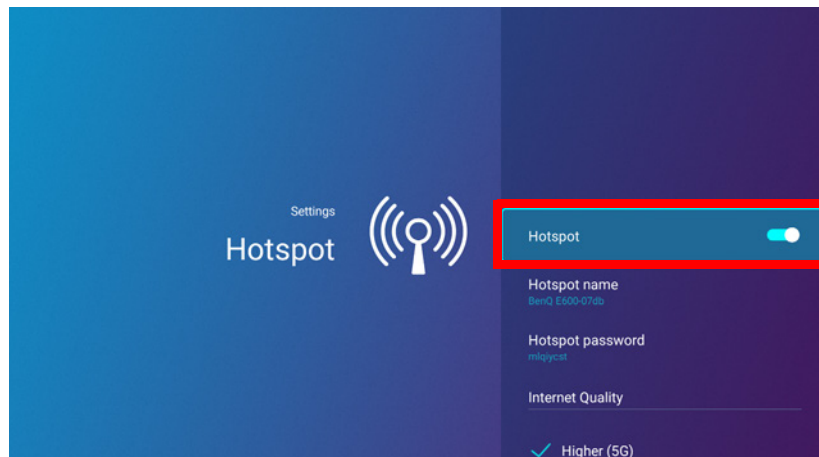 Settings
Hotspot
Hotspot
Hotspot name
BenQ E600-07db
Hotspot password
mlqiycst
Internet Quality
Higher (5G)